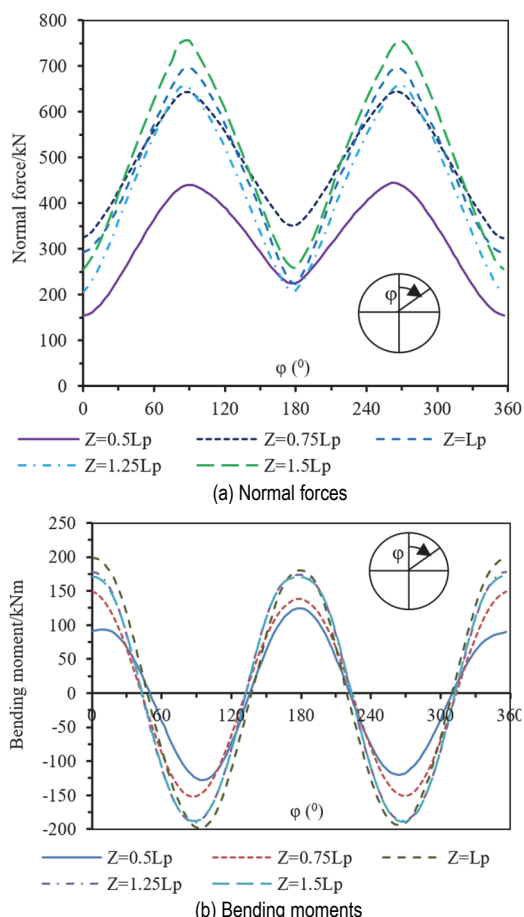 800
700
600
500
400
300
200
100
0
Normal force/kN
φ
φ (⁰)
0 60 120 180 240 300 360
Z=0.5Lp Z=0.75Lp Z=Lp
Z=1.25Lp Z=1.5Lp
(a) Normal forces
250
200
150
100
50
0
-50
-100
-150
-200
Bending moment/kNm
φ
0 60 120 180 240 300 360
φ (⁰)
Z=0.5Lp Z=0.75Lp Z=Lp
Z=1.25Lp Z=1.5Lp
(b) Bending moments